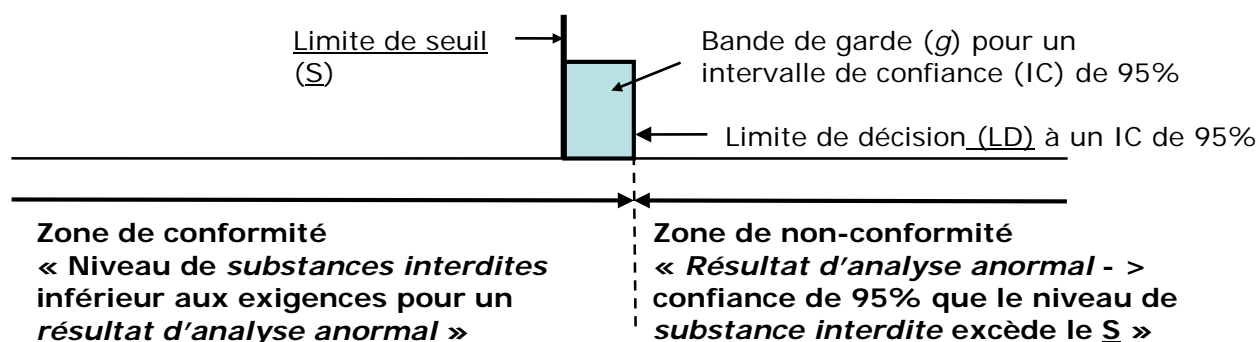 Limite de seuil
(S)
Bande de garde (g) pour un
intervalle de confiance (IC) de 95%
Limite de décision (LD) à un IC de 95%
Zone de conformité
« Niveau de substances interdites
inférieur aux exigences pour un
résultat d'analyse anormal »
Zone de non-conformité
« Résultat d'analyse anormal - >
confiance de 95% que le niveau de
substance interdite excède le S »